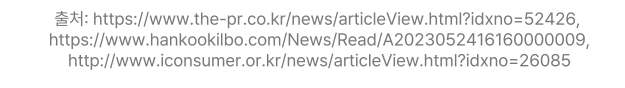 출처: https://www.the-pr.co.kr/news/articleView.html?idxno=52426,
https://www.hankookilbo.com/News/Read/A2023052416160000009,
http://www.iconsumer.or.kr/news/articleView.html?idxno=26085